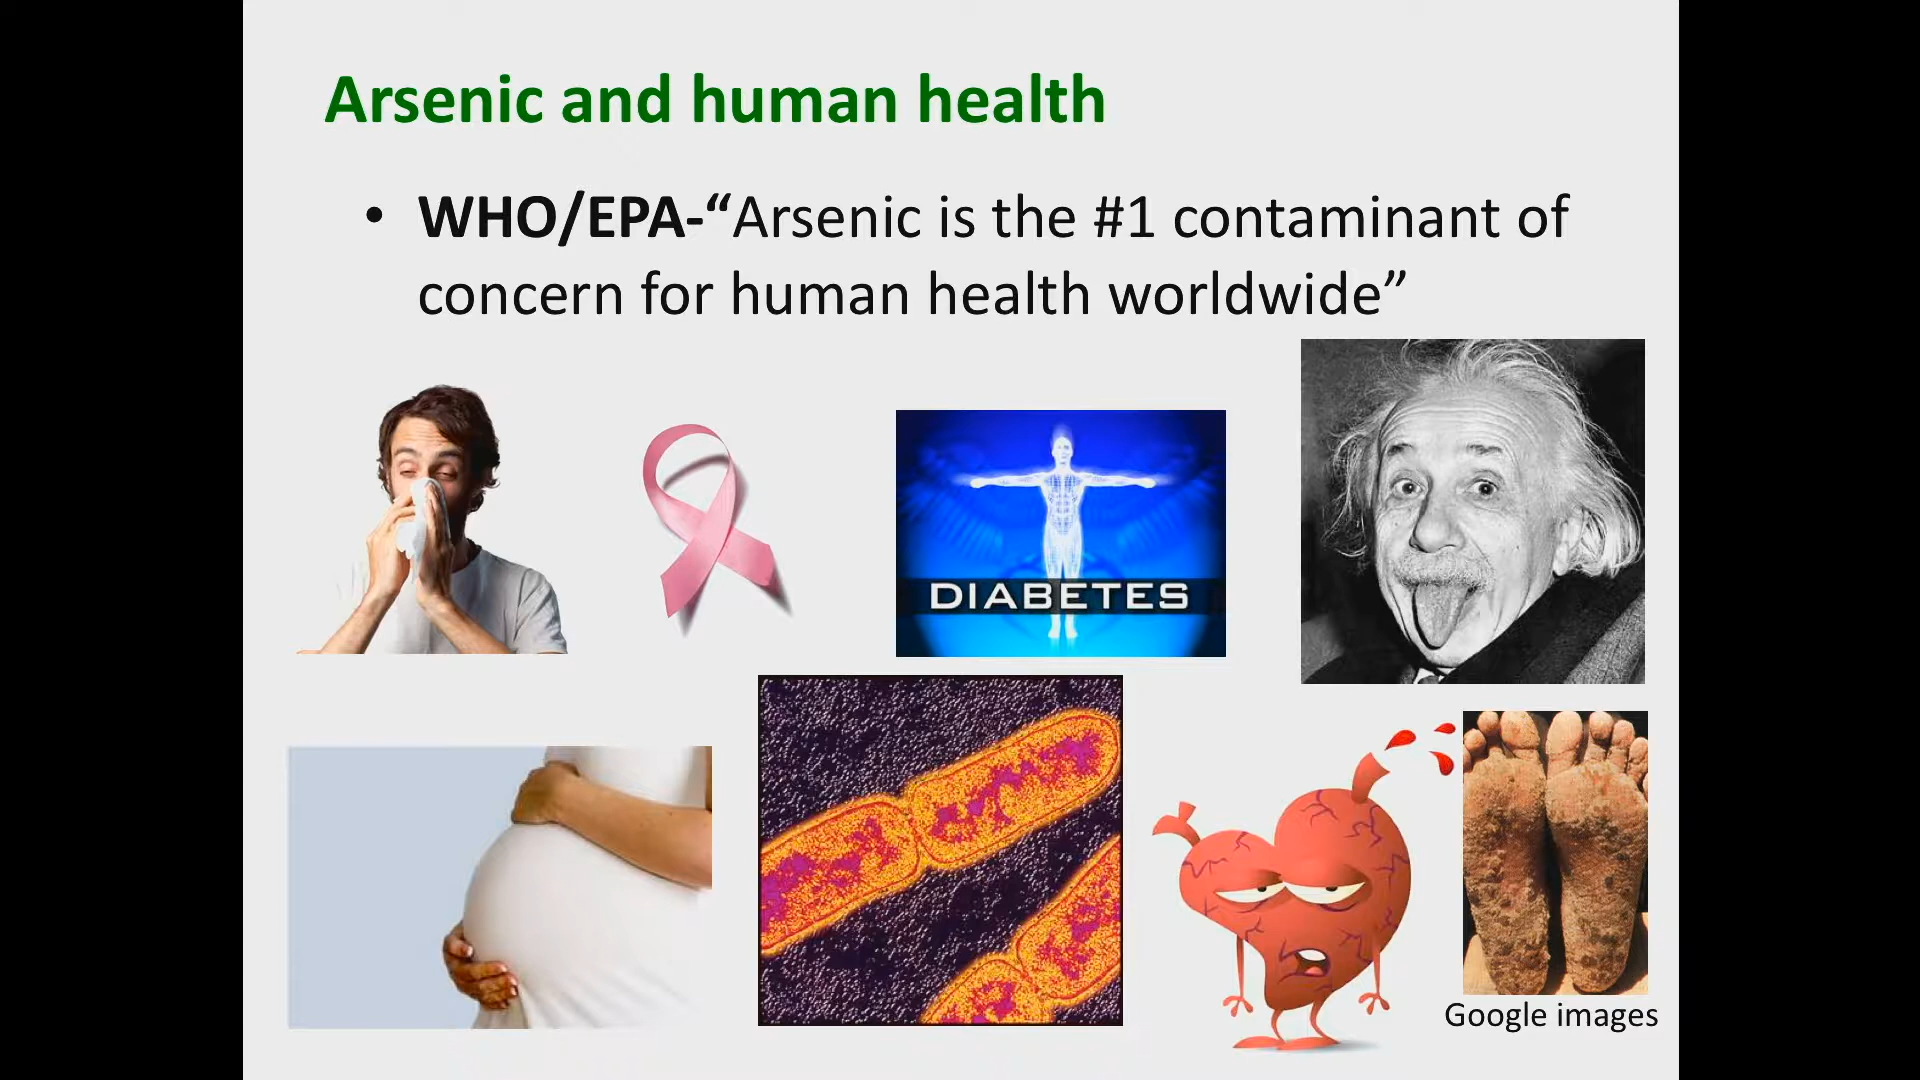 Arsenic and human health
• WHO/EPA-“Arsenic is the #1 contaminant of
concern for human health worldwide”
DIABETES
Google images